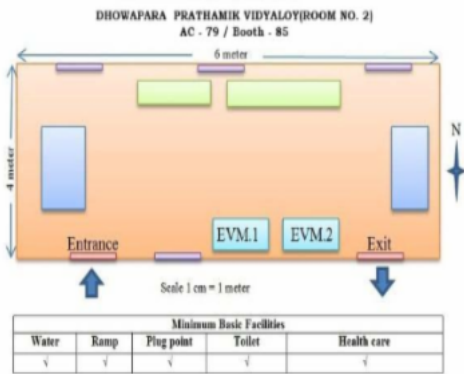 DHOWAPARA PRATHAMIK VIDYALOY(ROOM NO. 2)
AC - 79 / Booth - 85
6 meter
4 meter
N
EVM.1 EVM.2
Entrance Exit
Scale 1 cm = 1 meter
Minimum Basic Facilities
Water Ramp Plug point Toilet Health care
√ √ √ √ √